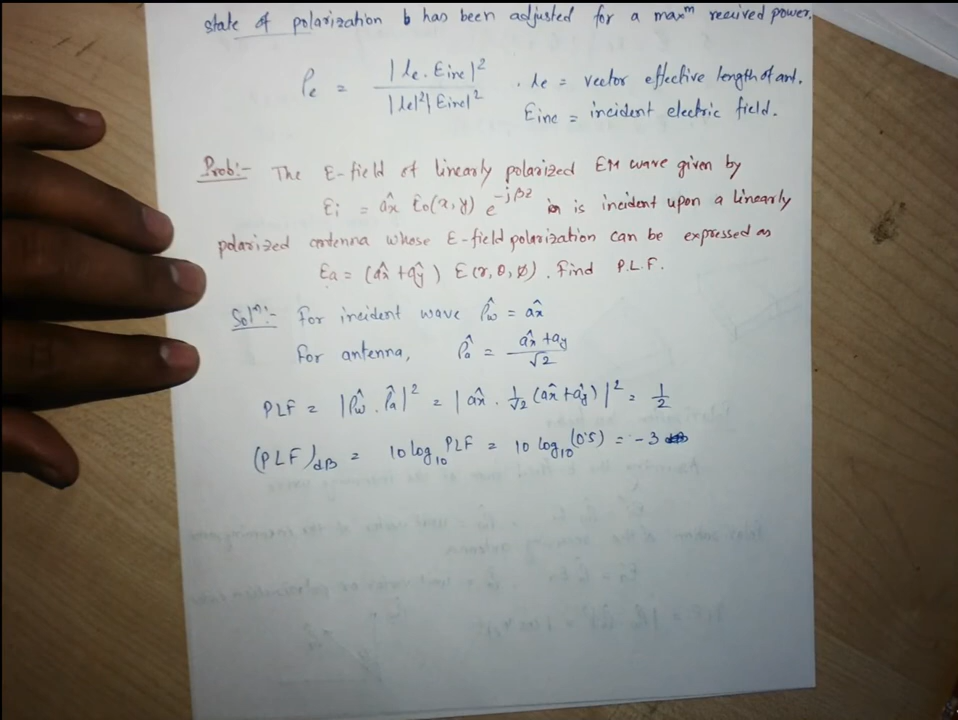 state of polarization b has been adjusted for a maxᵐ received power.
Pe = |le . Einc|² / |le|² |Einc|² . le = vector effective length of ant.
Einc = incident electric field.
Prob:- The E-field of linearly polarized EM wave given by
Ei = âx E0(x, y) e^-jβz is incident upon a linearly
polarized antenna whose E-field polarization can be expressed as
Ea = (âx + ây) E(r, θ, φ). Find P.L.F.
Solⁿ:- For incident wave ρ̂w = âx
For antenna, ρ̂a = (âx + ay) / √2
PLF = |ρ̂w . ρ̂a|² = |âx . 1/√2 (âx + ây)|² = 1/2
(PLF)dB = 10 log₁₀ PLF = 10 log₁₀ (0.5) = -3